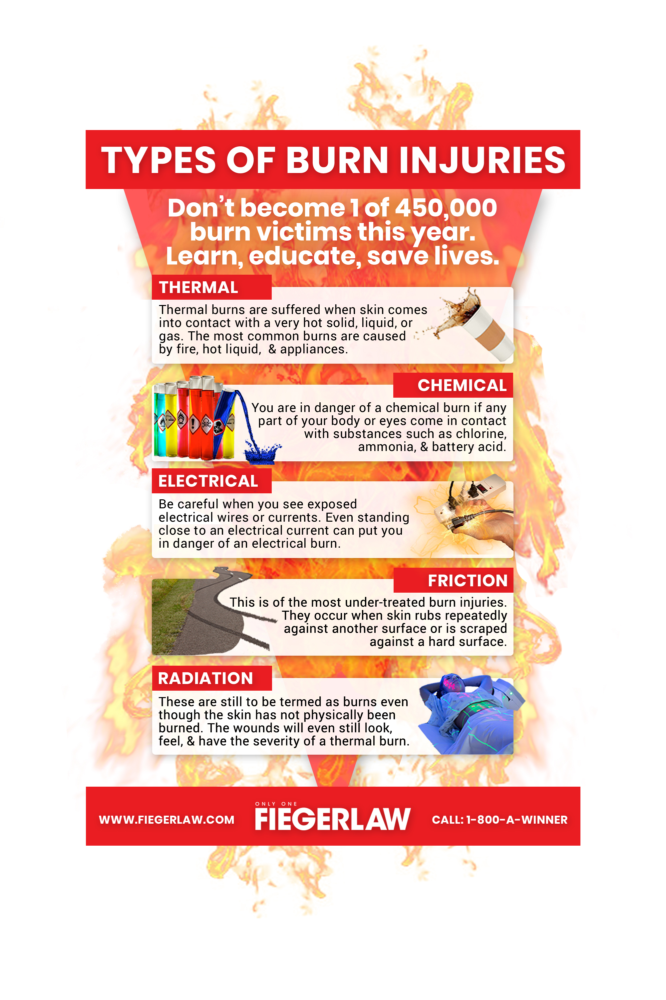 TYPES OF BURN INJURIES
Don't become 1 of 450,000
burn victims this year.
Learn, educate, save lives.
THERMAL
Thermal burns are suffered when skin comes
into contact with a very hot solid, liquid, or
gas. The most common burns are caused
by fire, hot liquid,  & appliances.
CHEMICAL
You are in danger of a chemical burn if any
part of your body or eyes come in contact
with substances such as chlorine,
ammonia, & battery acid.
ELECTRICAL
Be careful when you see exposed
electrical wires or currents. Even standing
close to an electrical current can put you
in danger of an electrical burn.
FRICTION
This is of the most under-treated burn injuries.
They occur when skin rubs repeatedly
against another surface or is scraped
against a hard surface.
RADIATION
These are still to be termed as burns even
though the skin has not physically been
burned. The wounds will even still look,
feel, & have the severity of a thermal burn.
WWW.FIEGERLAW.COM
ONLY ONE
FIEGERLAW
CALL: 1-800-A-WINNER